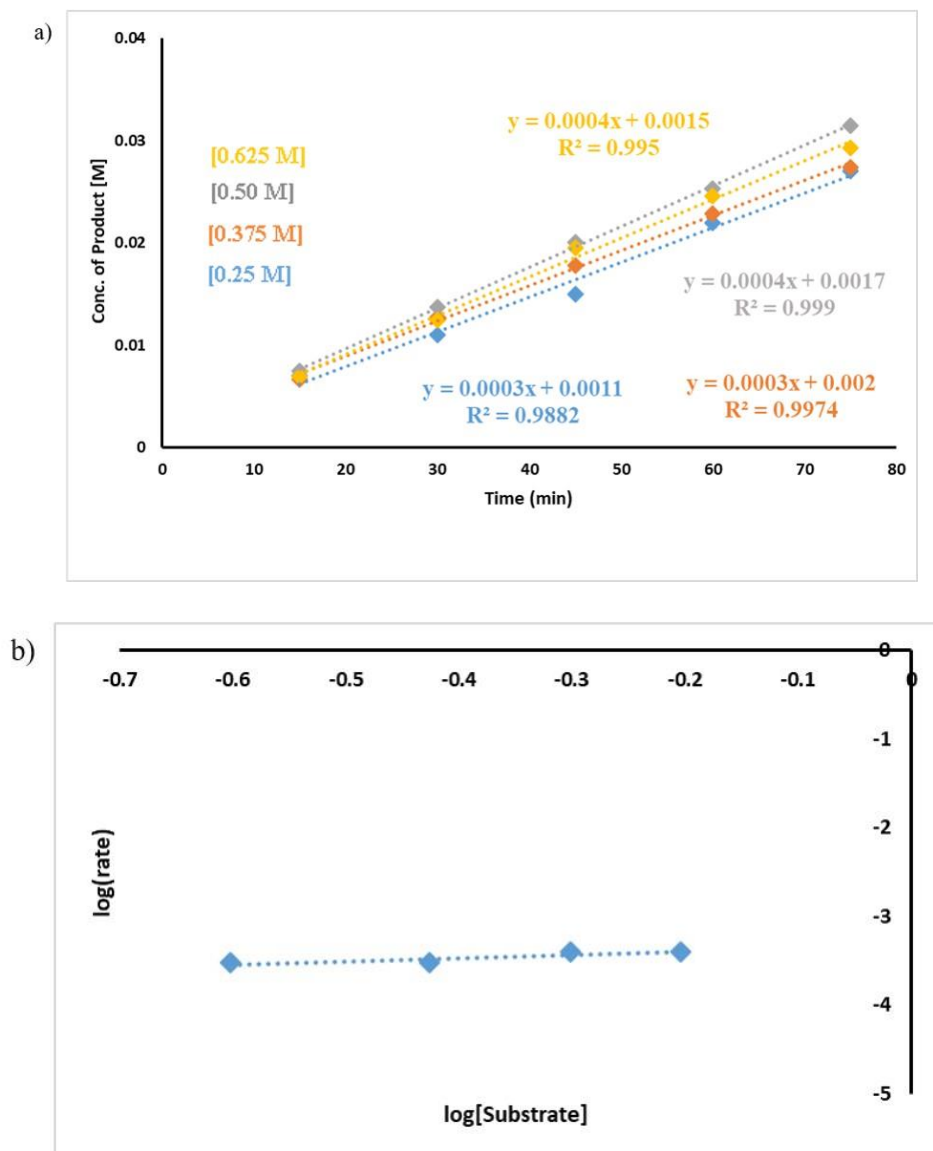 a)
0.04
0.03
0.02
0.01
0
Conc. of Product [M]
[0.625 M]
[0.50 M]
[0.375 M]
[0.25 M]
y = 0.0004x + 0.0015
R² = 0.995
y = 0.0004x + 0.0017
R² = 0.999
y = 0.0003x + 0.0011
R² = 0.9882
y = 0.0003x + 0.002
R² = 0.9974
0 10 20 30 40 50 60 70 80
Time (min)
b)
-0.7 -0.6 -0.5 -0.4 -0.3 -0.2 -0.1 0
0
-1
-2
-3
-4
-5
log(rate)
log[Substrate]